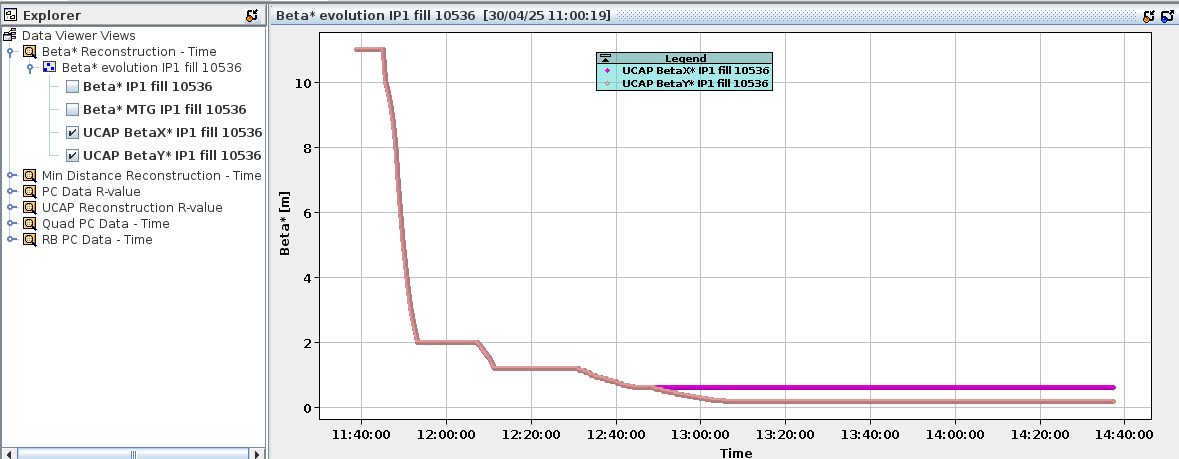 Explorer
Data Viewer Views
Beta* Reconstruction - Time
Beta* evolution IP1 fill 10536
Beta* IP1 fill 10536
Beta* MTG IP1 fill 10536
UCAP BetaX* IP1 fill 10536
UCAP BetaY* IP1 fill 10536
Min Distance Reconstruction - Time
PC Data R-value
UCAP Reconstruction R-value
Quad PC Data - Time
RB PC Data - Time
Beta* evolution IP1 fill 10536 [30/04/25 11:00:19]
Legend
UCAP BetaX* IP1 fill 10536
UCAP BetaY* IP1 fill 10536
Beta* [m]
10
8
6
4
2
0
11:40:00 12:00:00 12:20:00 12:40:00 13:00:00 13:20:00 13:40:00 14:00:00 14:20:00 14:40:00
Time